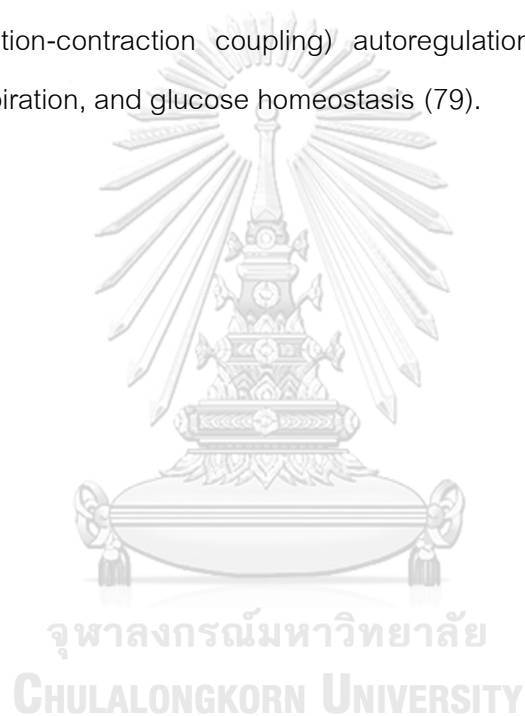 tion-contraction coupling) autoregulation
piration, and glucose homeostasis (79).
จุฬาลงกรณ์มหาวิทยาลัย
CHULALONGKORN UNIVERSITY